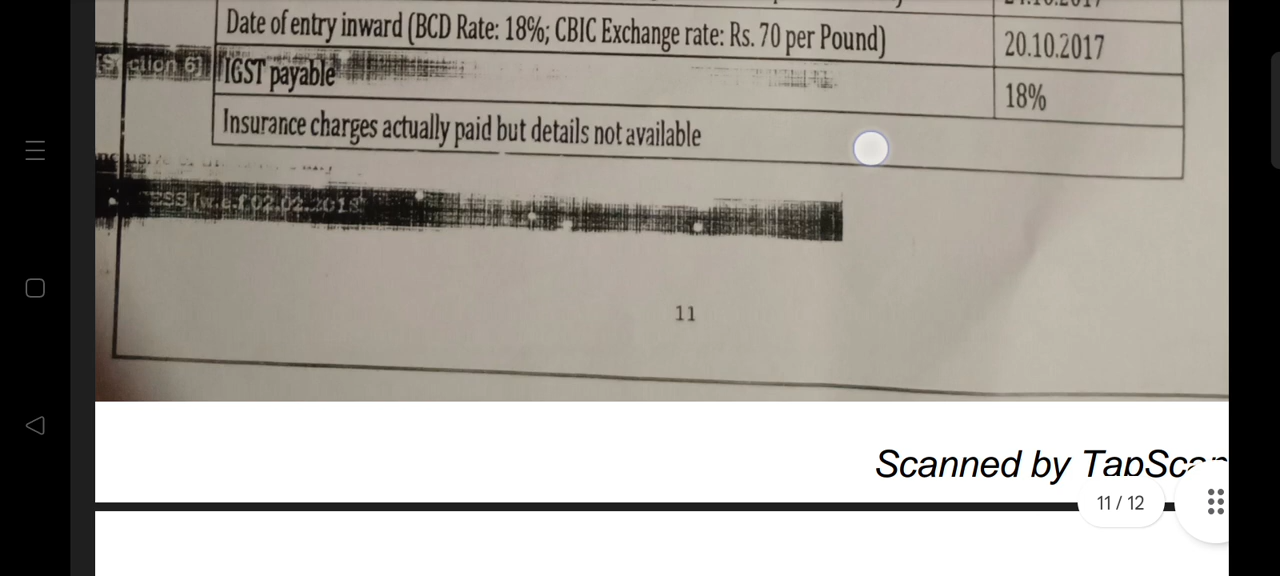 Date of entry inward (BCD Rate: 18%; CBIC Exchange rate: Rs. 70 per Pound)
20.10.2017
IGST payable
18%
Insurance charges actually paid but details not available
11
Scanned by TapScan
11 / 12